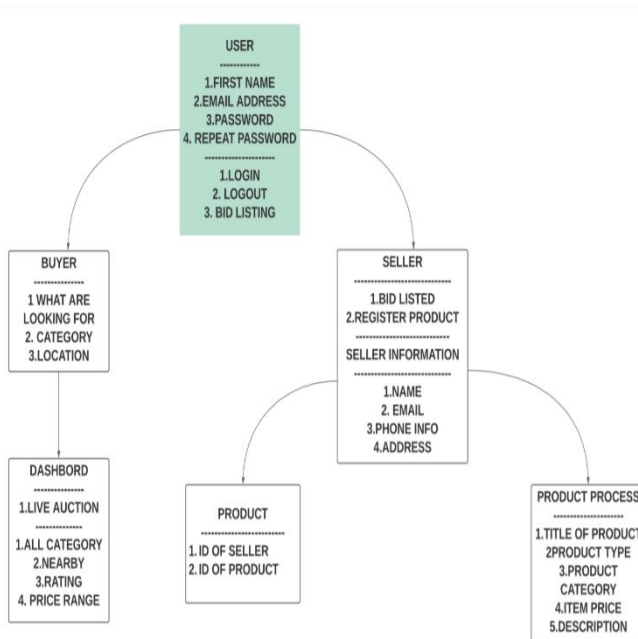 USER
------------
1.FIRST NAME
2.EMAIL ADDRESS
3.PASSWORD
4. REPEAT PASSWORD
---------------------
1.LOGIN
2. LOGOUT
3. BID LISTING
BUYER
---------------
1 WHAT ARE
LOOKING FOR
2. CATEGORY
3.LOCATION
SELLER
-----------------------------
1.BID LISTED
2.REGISTER PRODUCT
----------------------------
SELLER INFORMATION
-----------------------------
1.NAME
2. EMAIL
3.PHONE INFO
4.ADDRESS
DASHBORD
---------------
1.LIVE AUCTION
--------------
1.ALL CATEGORY
2.NEARBY
3.RATING
4. PRICE RANGE
PRODUCT
-------------------------
1. ID OF SELLER
2. ID OF PRODUCT
PRODUCT PROCESS
---------------------
1.TITLE OF PRODUCT
2PRODUCT TYPE
3.PRODUCT
CATEGORY
4.ITEM PRICE
5.DESCRIPTION